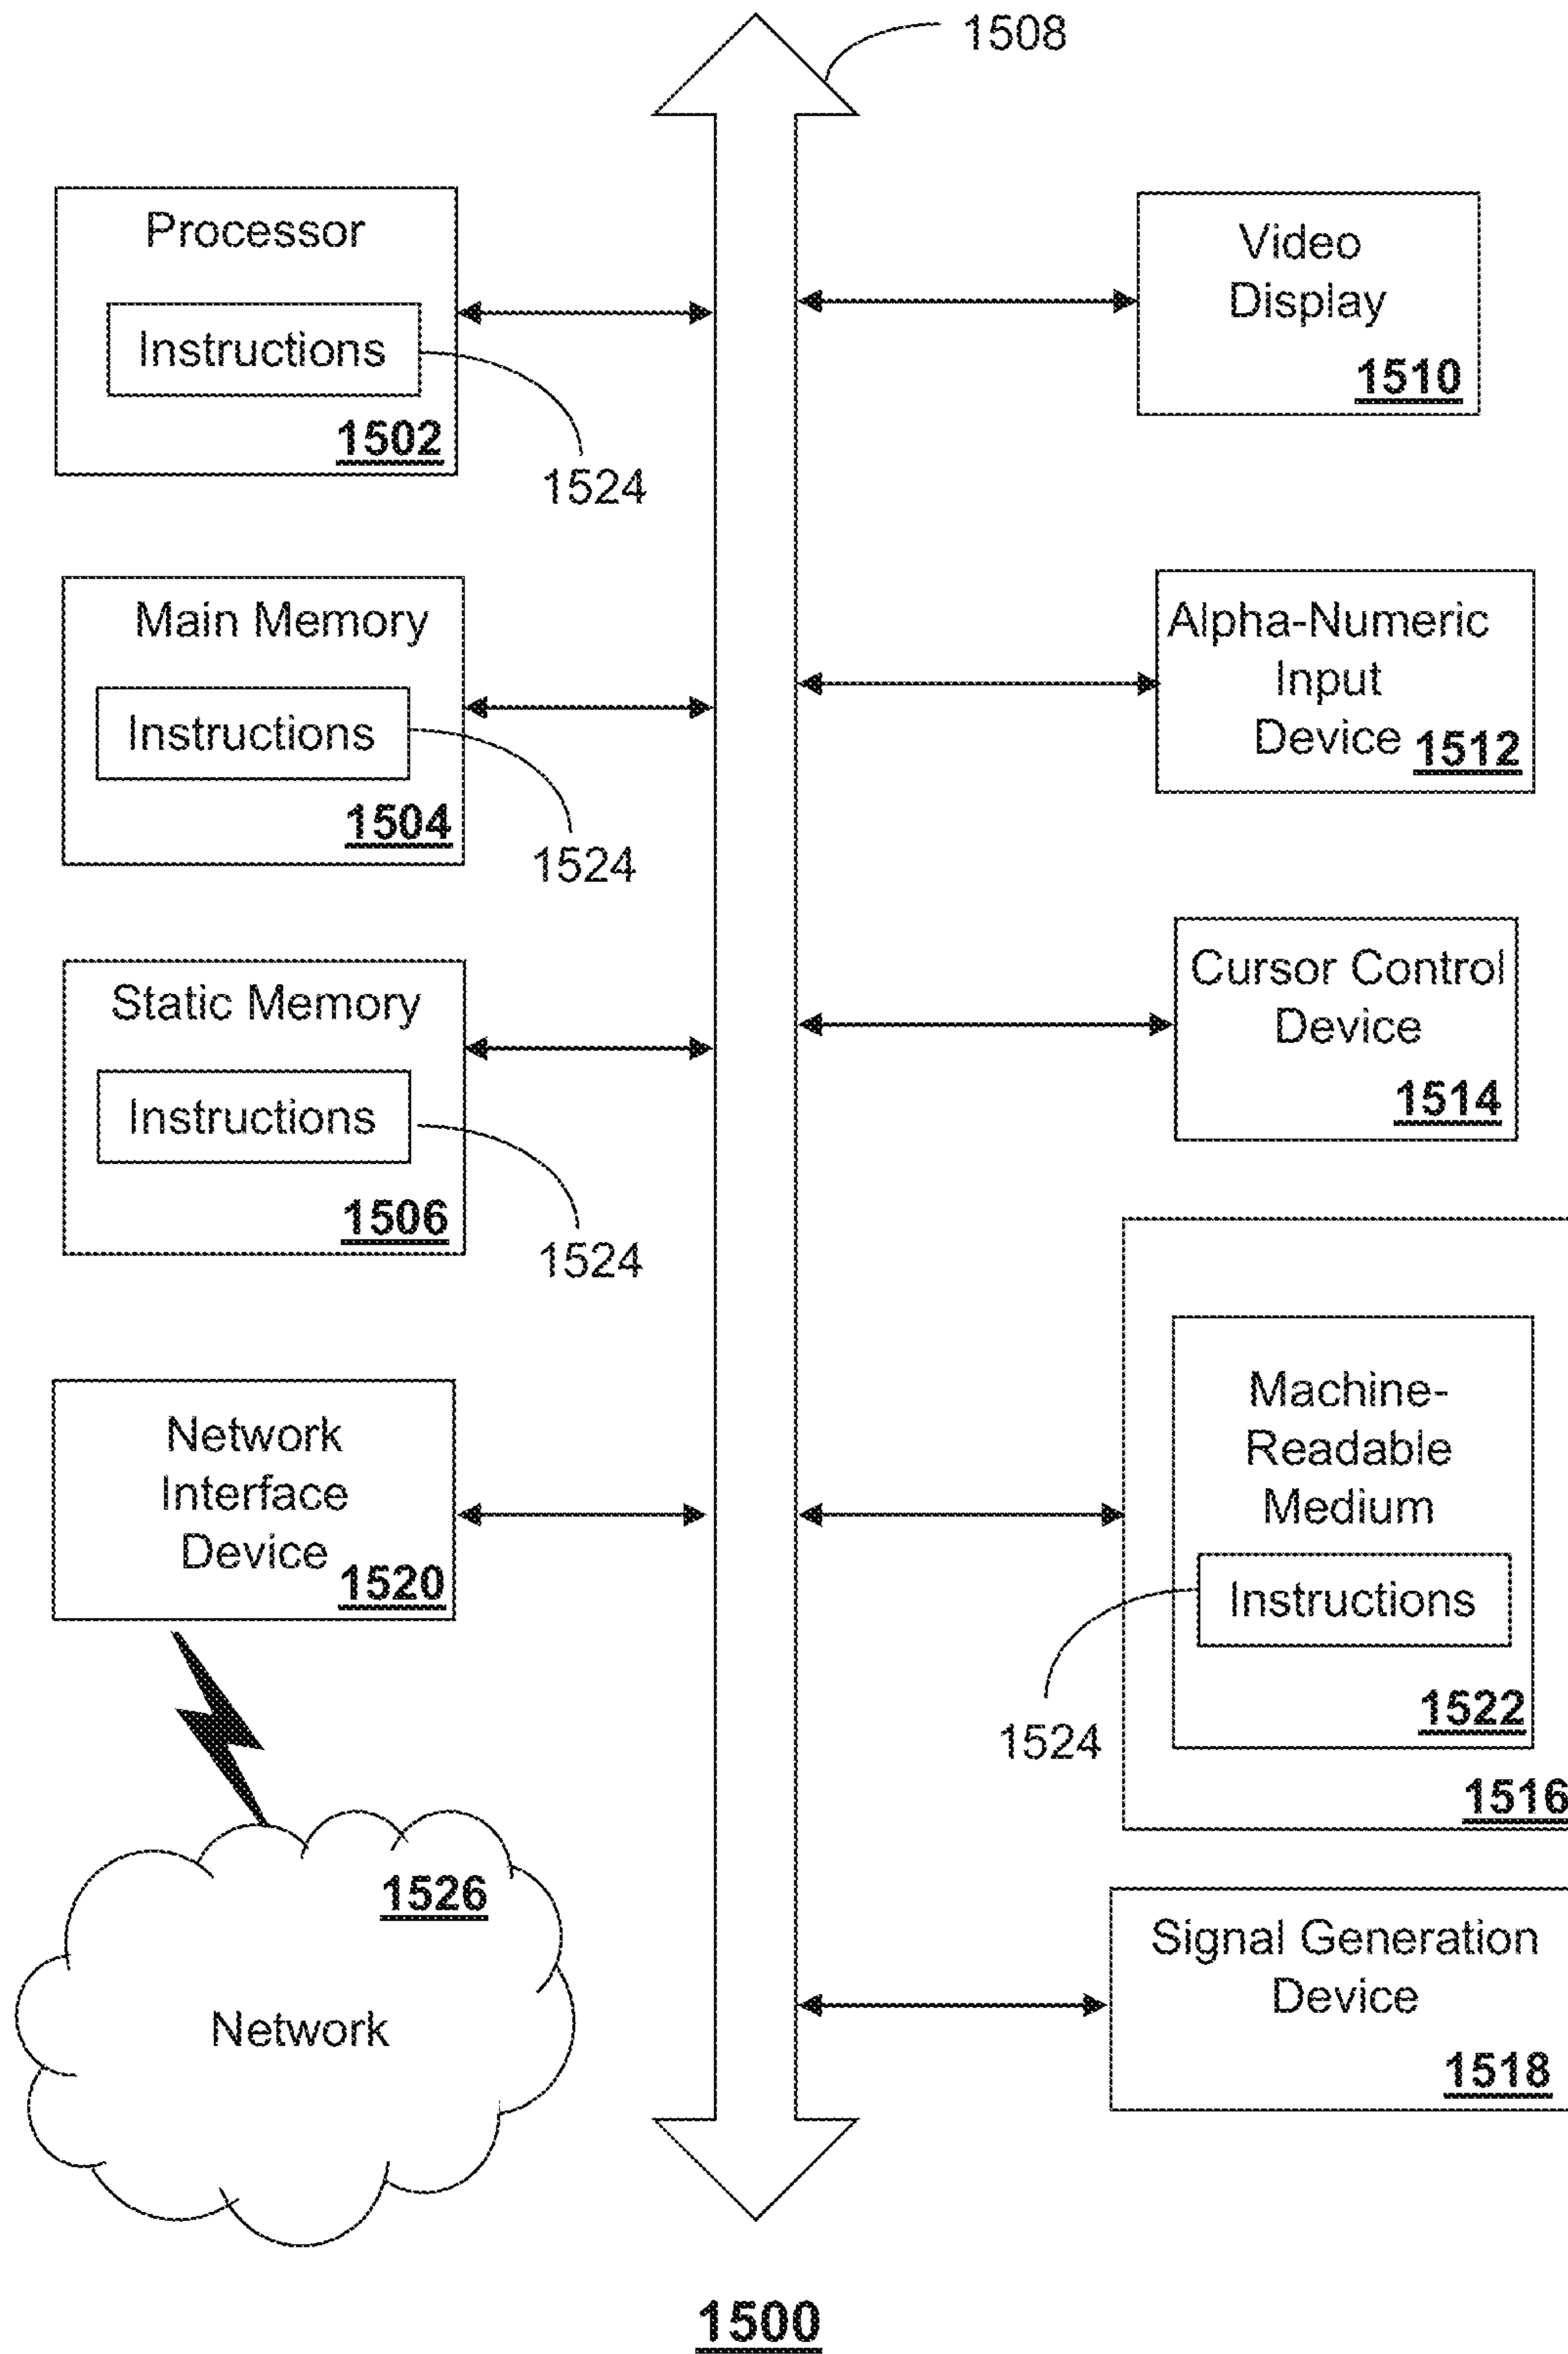 1508
Processor
Instructions
1502
1524
Video
Display
1510
Main Memory
Instructions
1504
1524
Alpha-Numeric
Input
Device 1512
Static Memory
Instructions
1506
1524
Cursor Control
Device
1514
Network
Interface
Device
1520
Machine-
Readable
Medium
Instructions
1522
1524
1516
1526
Network
Signal Generation
Device
1518
1500